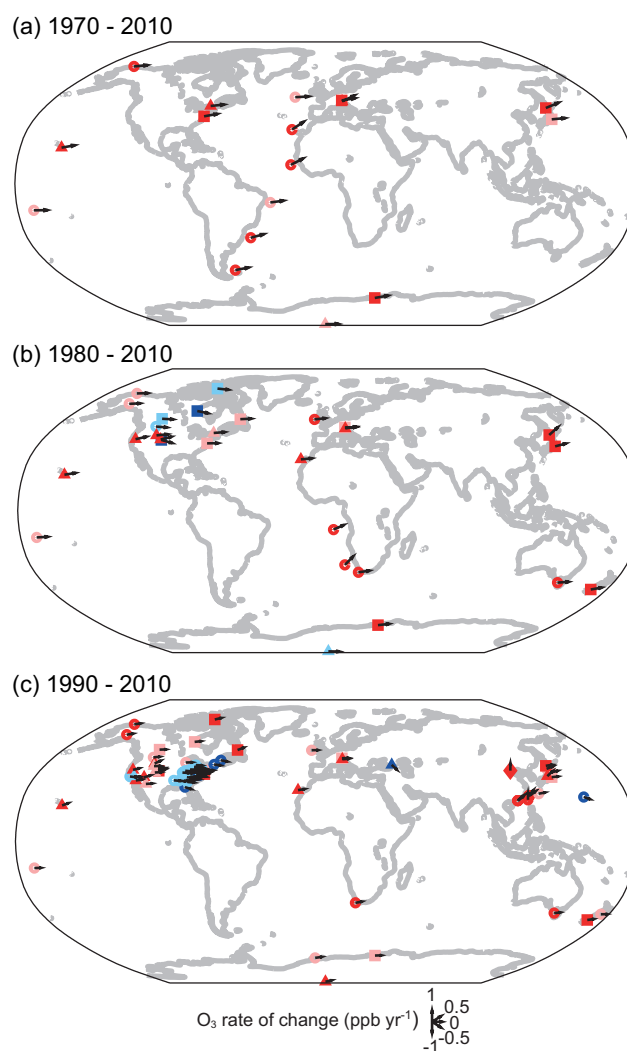 (a) 1970 - 2010
(b) 1980 - 2010
(c) 1990 - 2010
1
0.5
O₃ rate of change (ppb yr⁻¹)
0
-0.5
-1